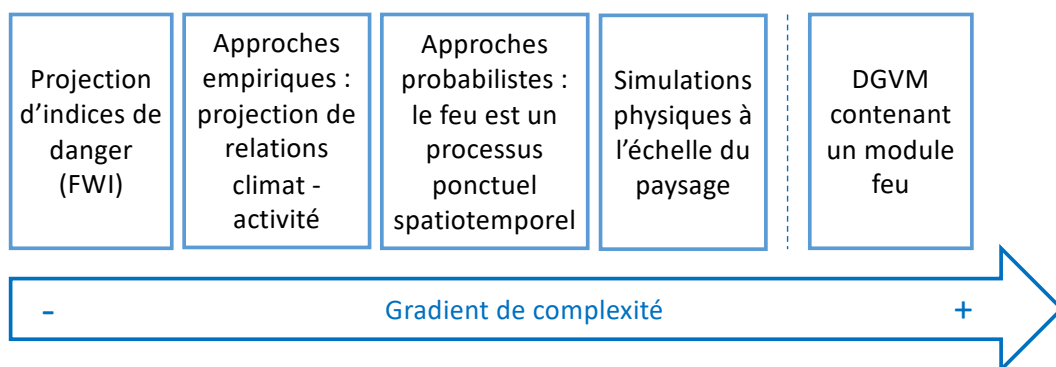 Projection
d'indices de
danger
(FWI)
Approches
empiriques :
projection de
relations
climat -
activité
Approches
probabilistes :
le feu est un
processus
ponctuel
spatiotemporel
Simulations
physiques à
l'échelle du
paysage
DGVM
contenant
un module
feu
- Gradient de complexité +